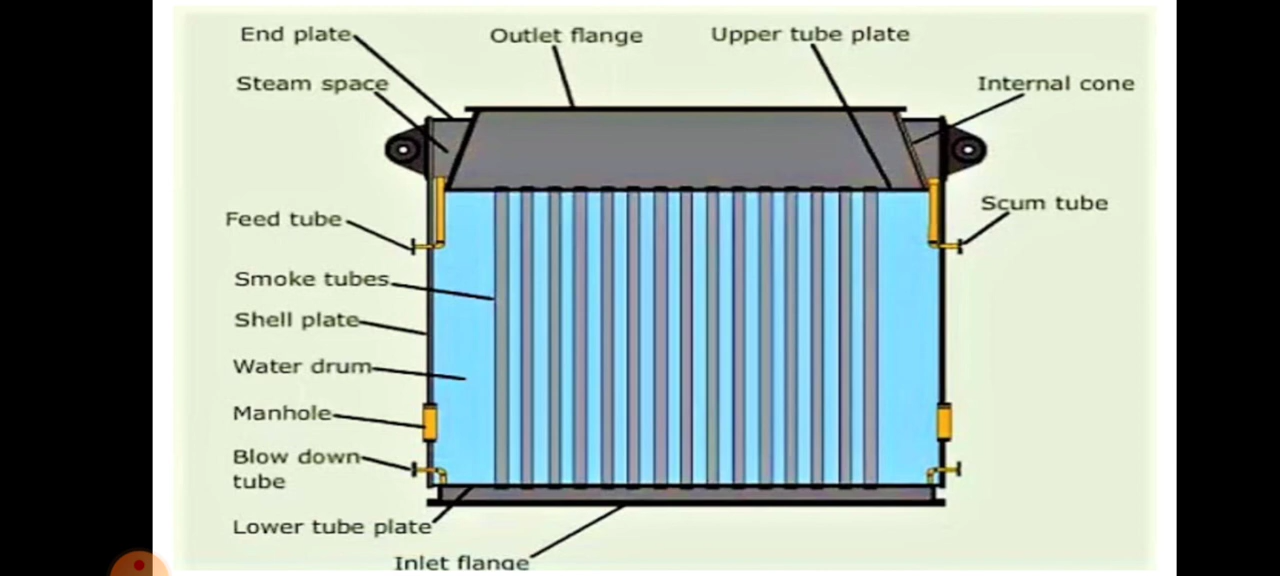 End plate
Outlet flange
Upper tube plate
Steam space
Internal cone
Feed tube
Scum tube
Smoke tubes
Shell plate
Water drum
Manhole
Blow down
tube
Lower tube plate
Inlet flange